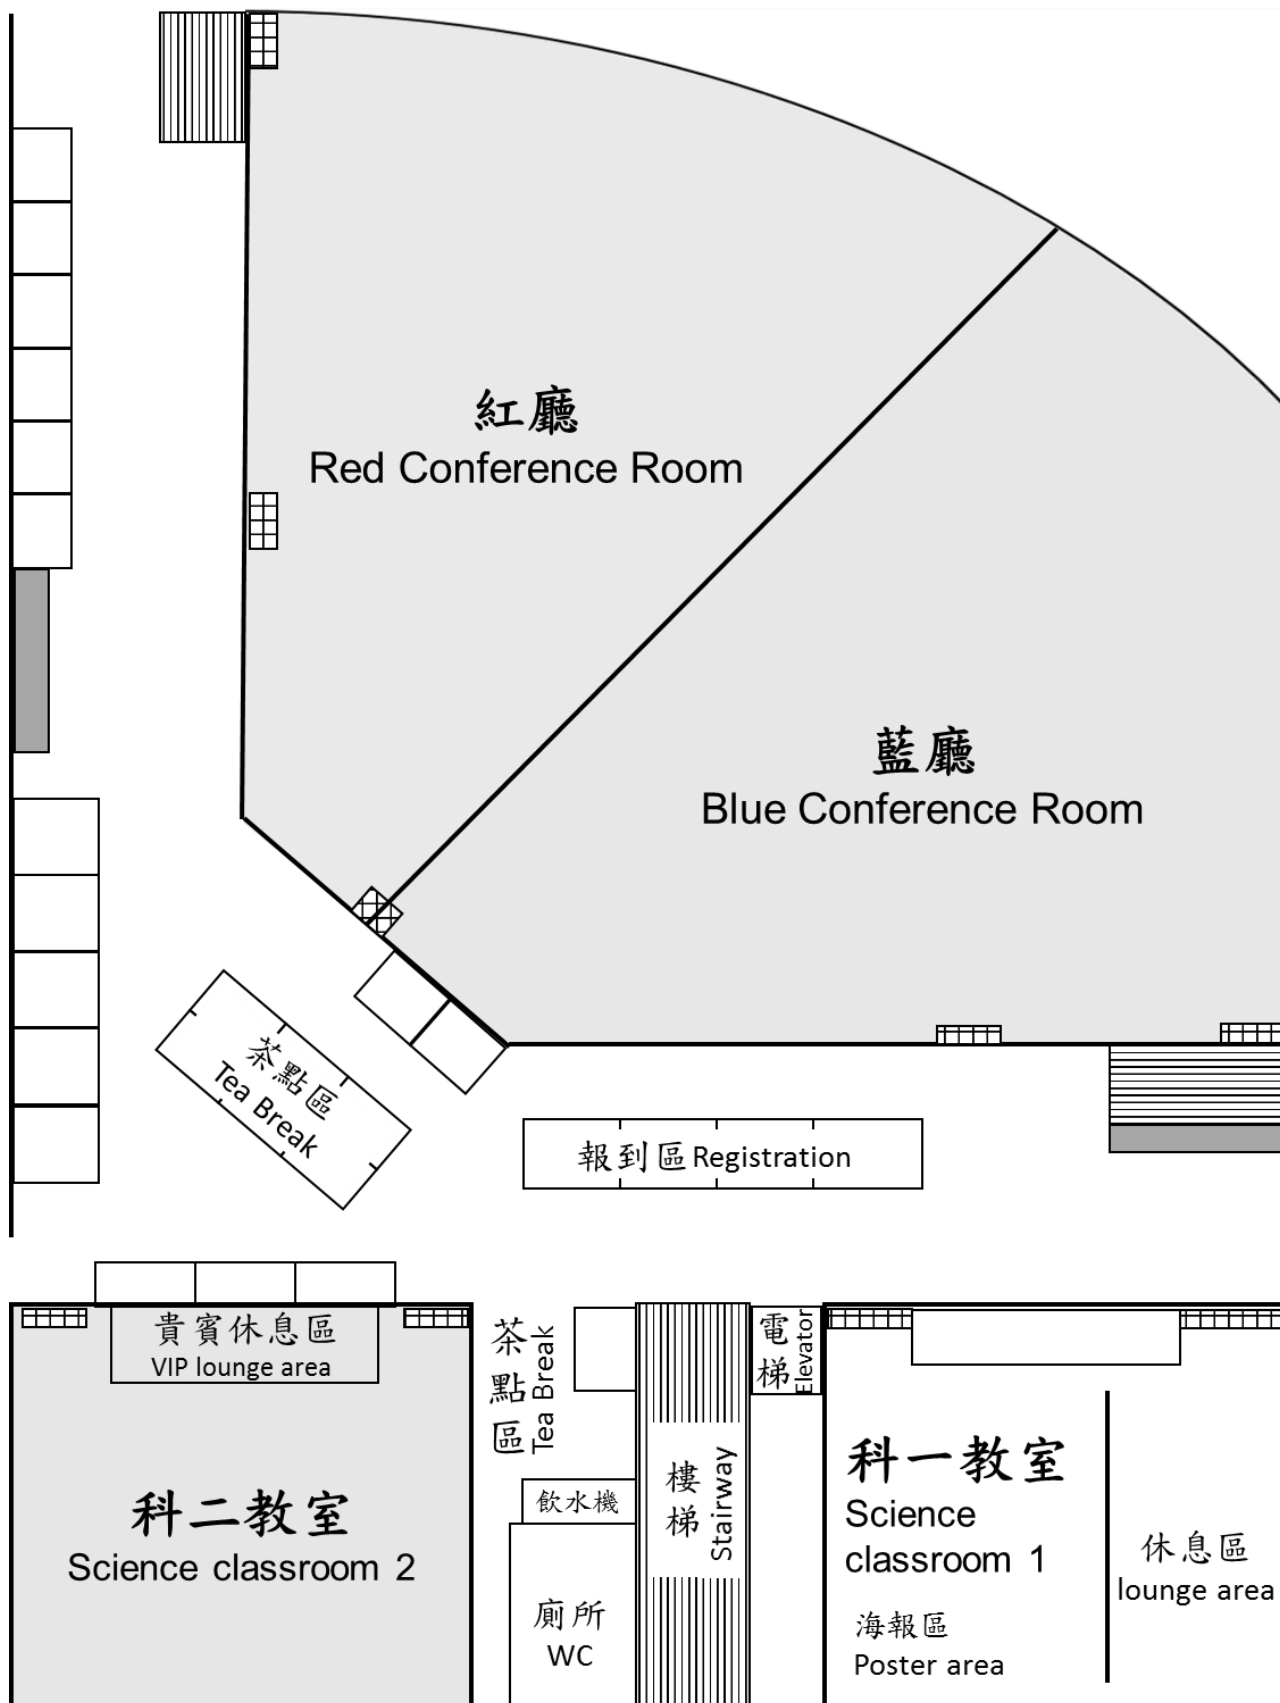 紅廳
Red Conference Room
藍廳
Blue Conference Room
茶點區
Tea Break
報到區 Registration
貴賓休息區
VIP lounge area
科二教室
Science classroom 2
茶點區
Tea Break
飲水機
廁所
WC
樓梯
Stairway
電梯
Elevator
科一教室
Science
classroom 1
海報區
Poster area
休息區
lounge area